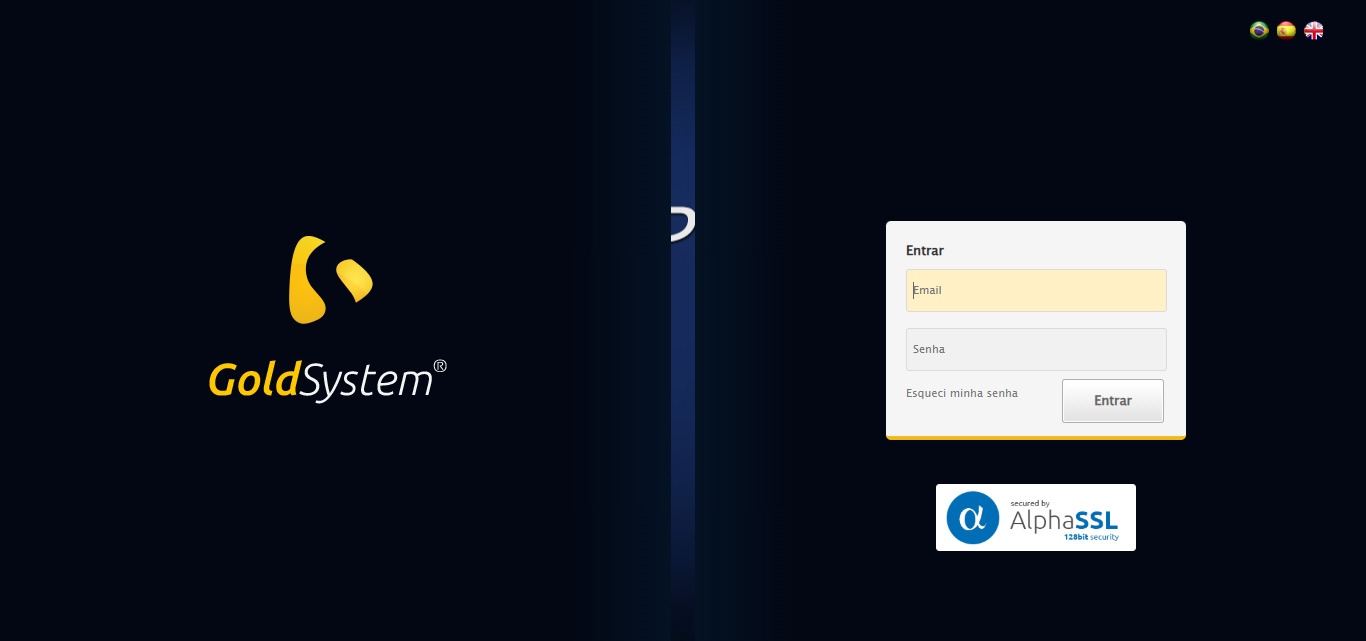 GoldSystem®
Entrar
Email
Senha
Esqueci minha senha
Entrar
secured by
α AlphaSSL
128bit security